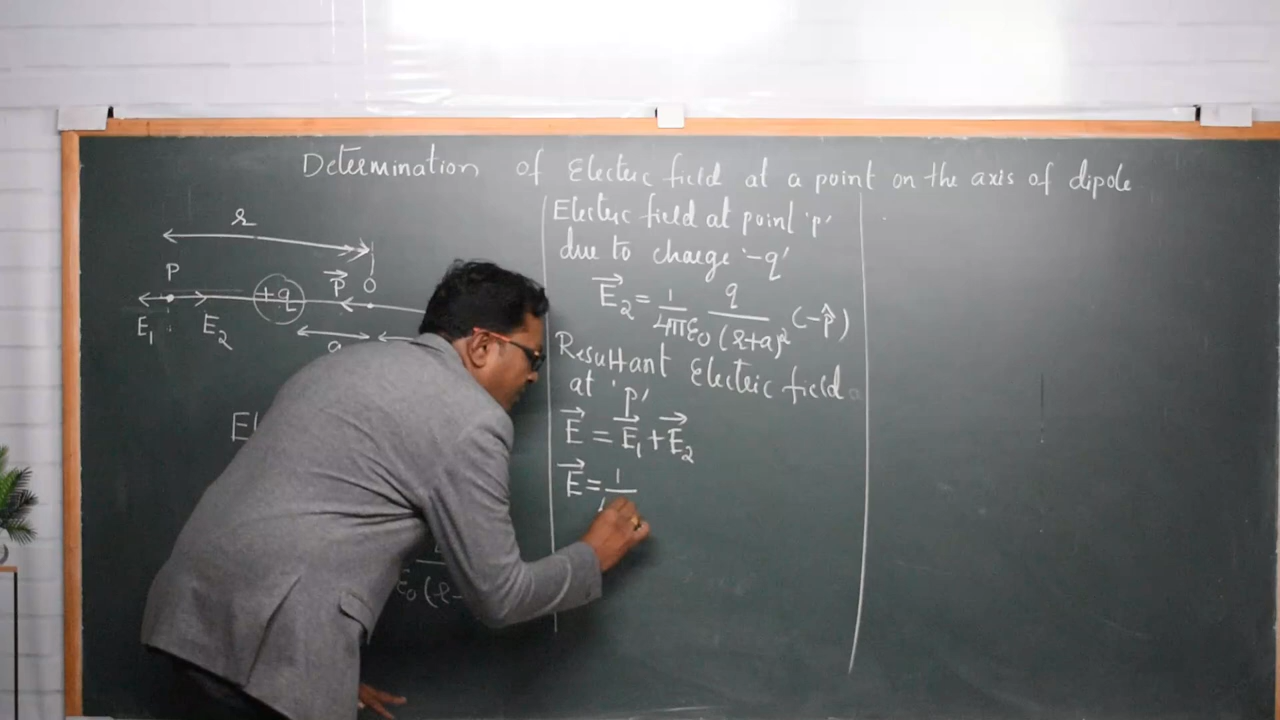 Determination of Electric field at a point on the axis of dipole
r
P +q p⃗ O
E₁ E₂
a
Electric field at point 'p'
due to charge '-q'
E⃗₂ = 1/4πε₀ q/(r+a)² (-p̂)
Resultant Electric field
at 'p'
E⃗ = E⃗₁ + E⃗₂
E⃗ = 1